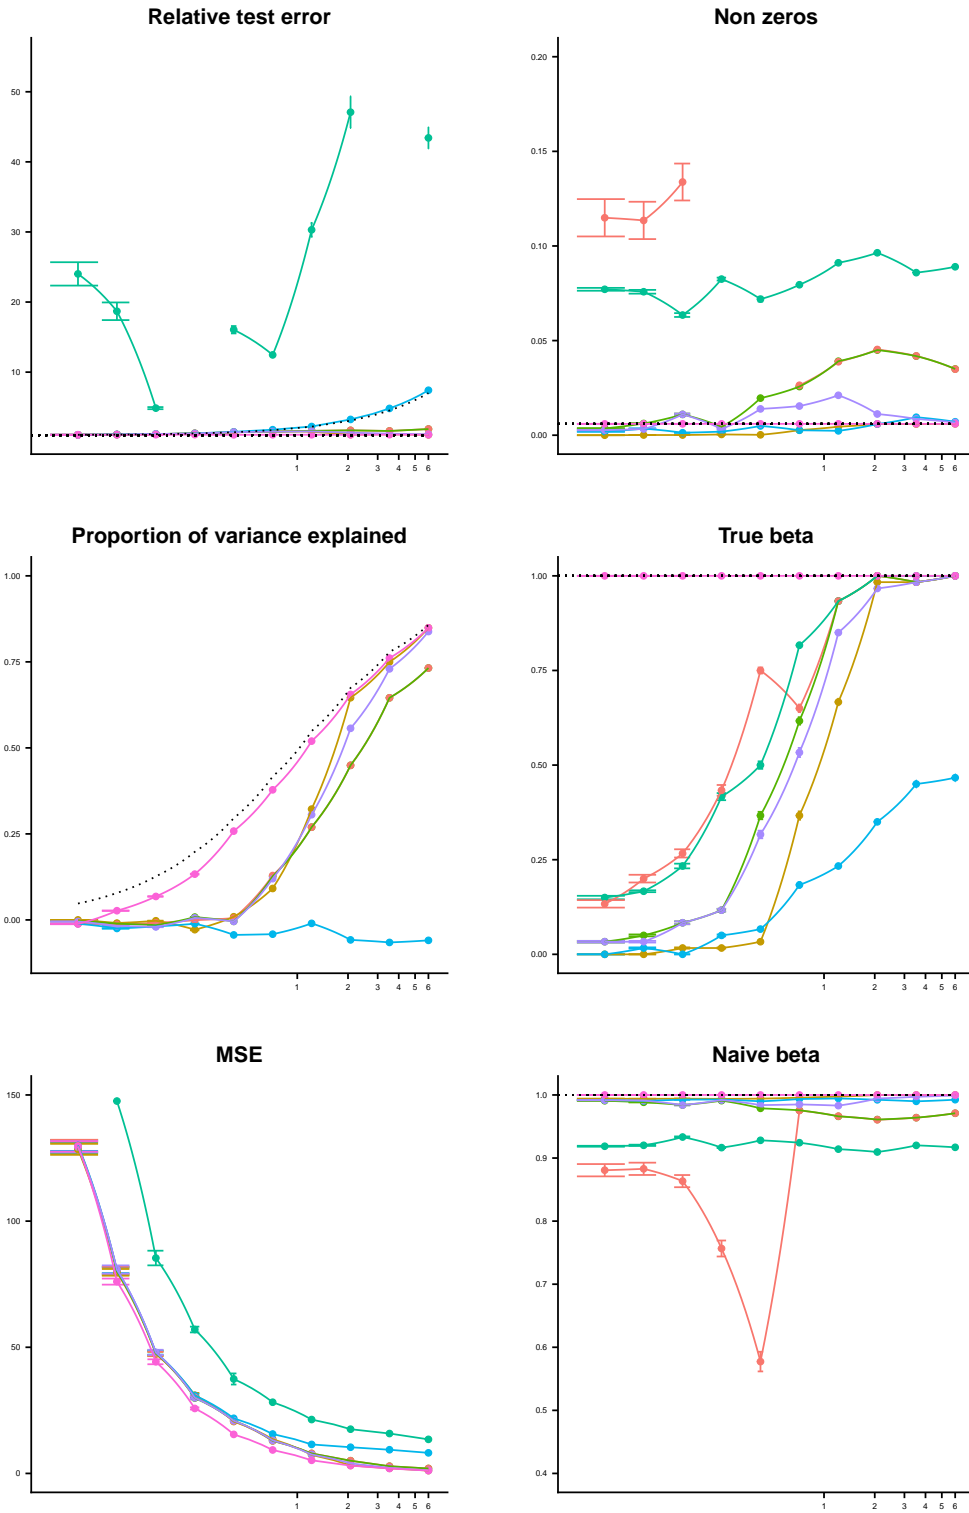 Relative test error
50
40
30
20
10
1 2 3 4 5 6
Non zeros
0.20
0.15
0.10
0.05
0.00
1 2 3 4 5 6
Proportion of variance explained
1.00
0.75
0.50
0.25
0.00
1 2 3 4 5 6
True beta
1.00
0.75
0.50
0.25
0.00
1 2 3 4 5 6
MSE
150
100
50
0
1 2 3 4 5 6
Naive beta
1.0
0.9
0.8
0.7
0.6
0.5
0.4
1 2 3 4 5 6